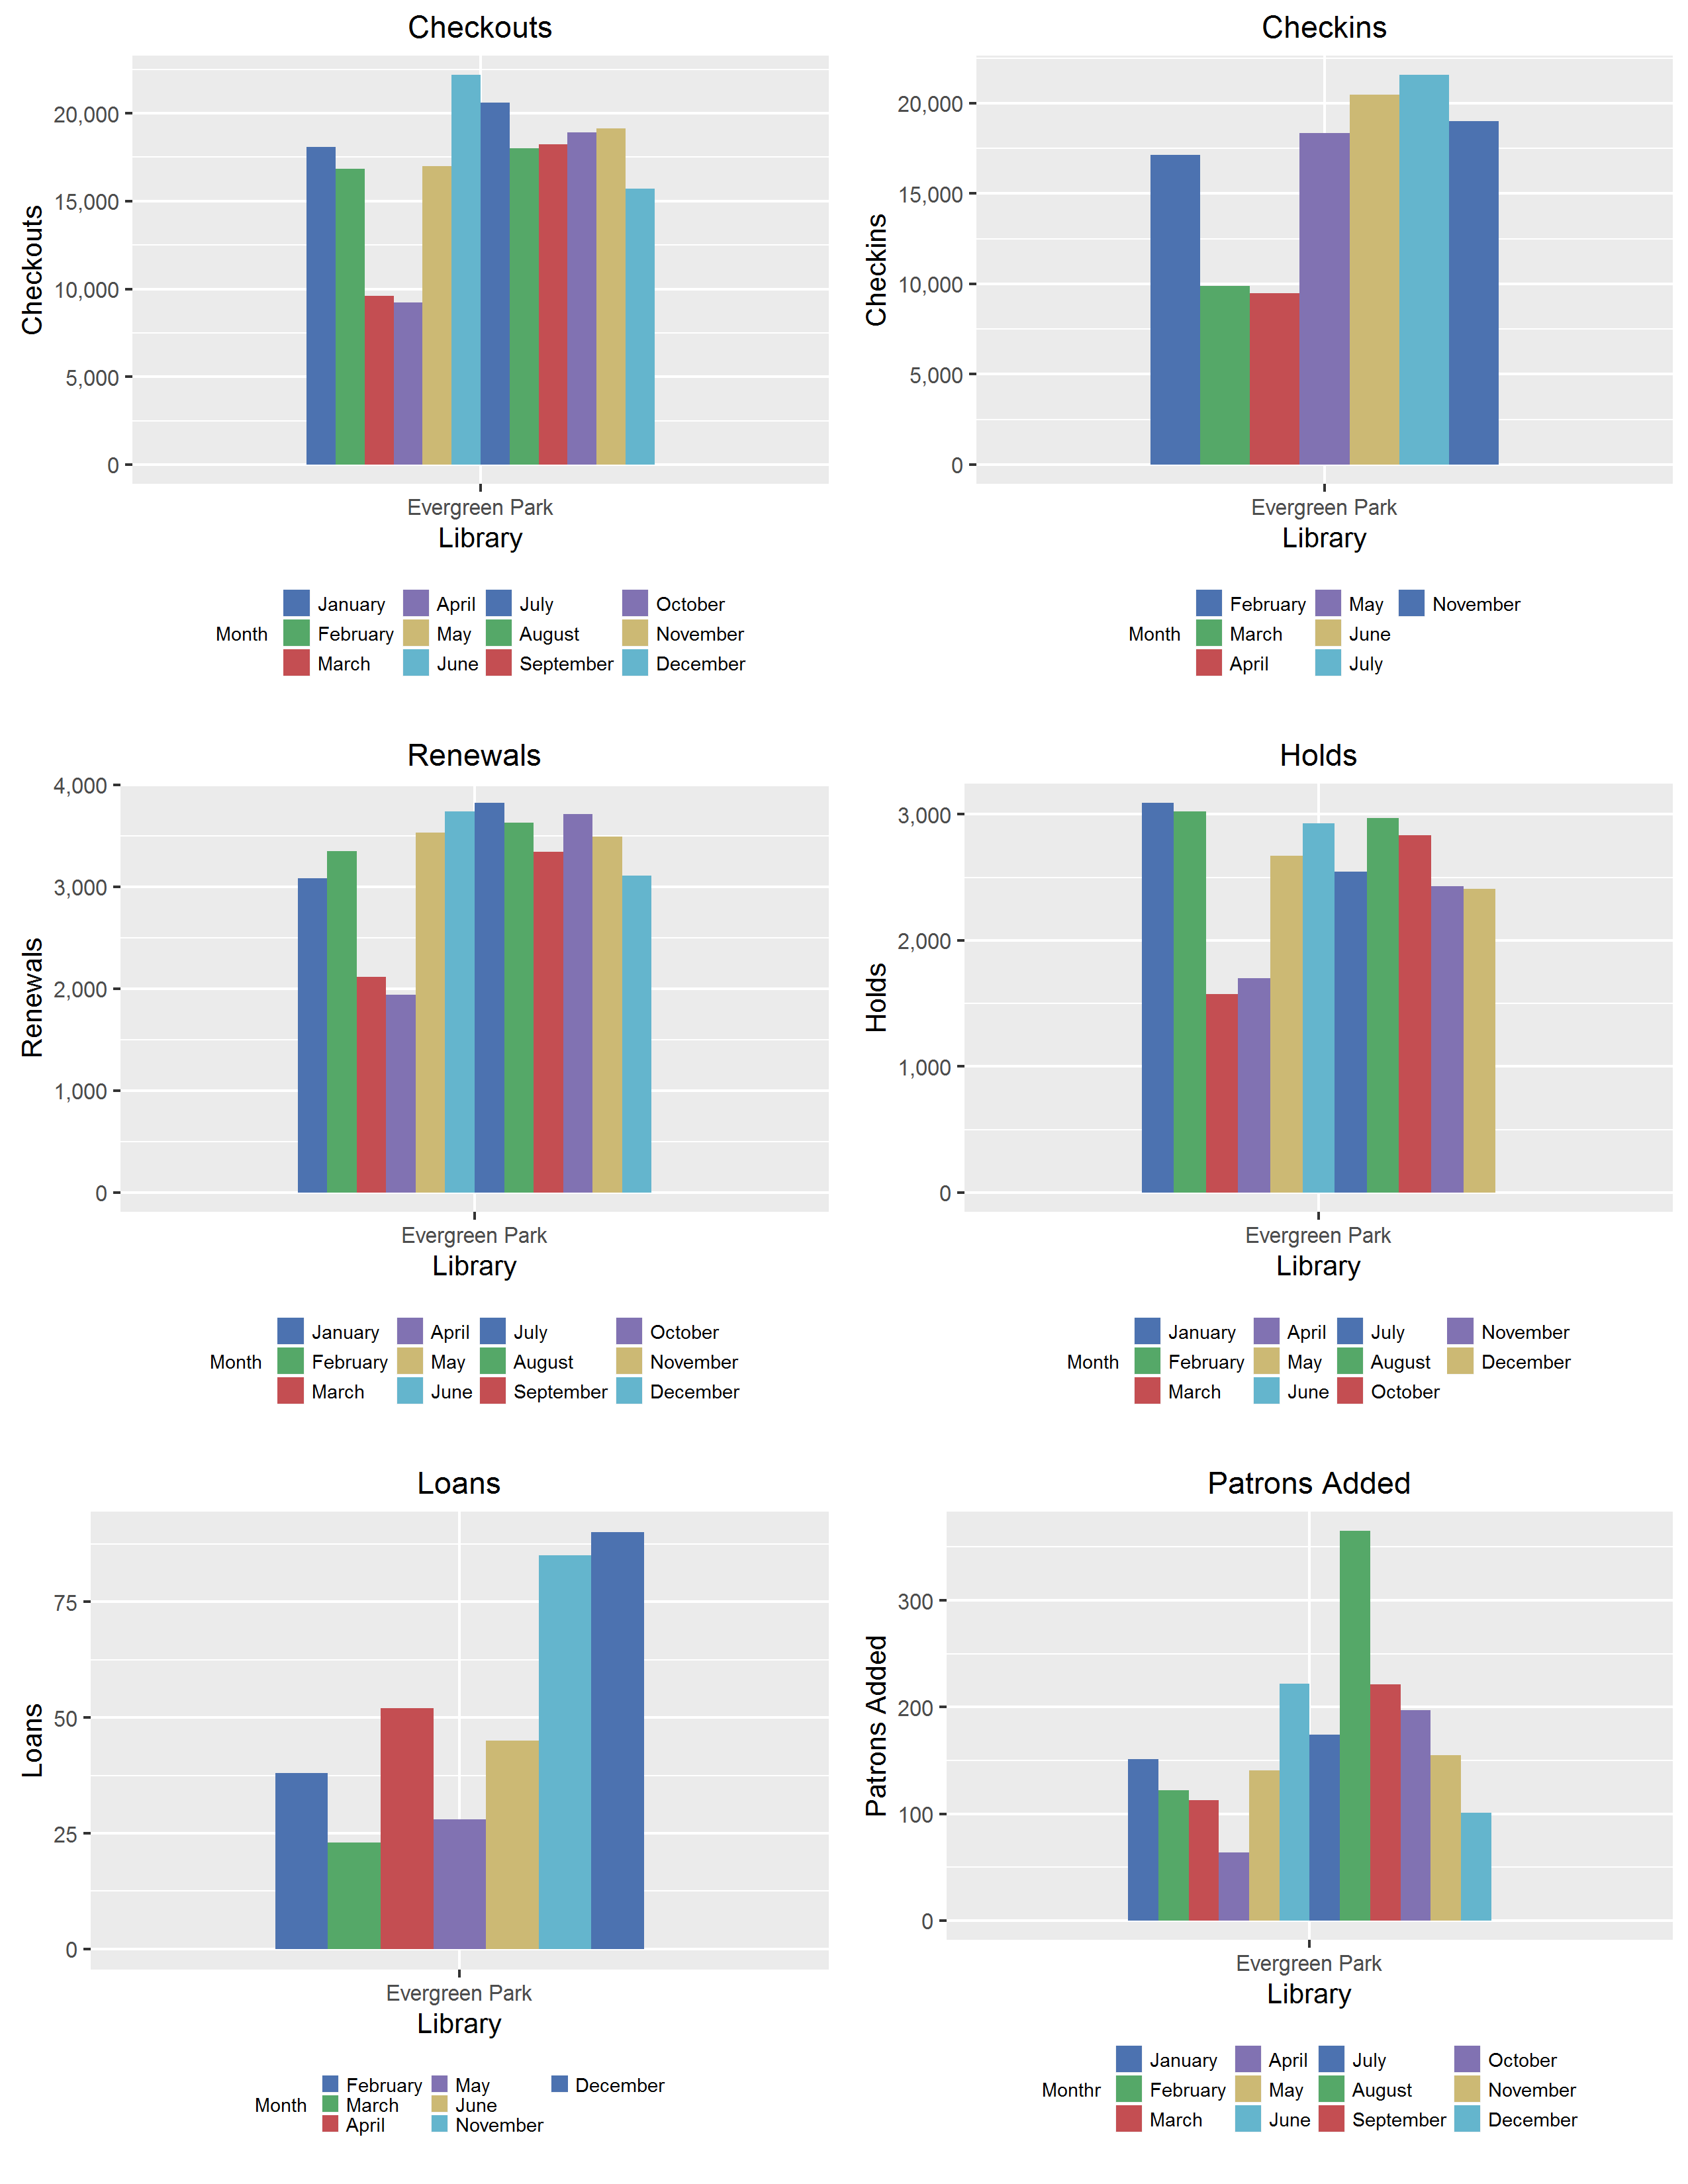 Checkouts
Checkouts
20,000
15,000
10,000
5,000
0
Evergreen Park
Library
Month
January
February
March
April
May
June
July
August
September
October
November
December
Checkins
Checkins
20,000
15,000
10,000
5,000
0
Evergreen Park
Library
Month
February
March
April
May
June
July
November
Renewals
Renewals
4,000
3,000
2,000
1,000
0
Evergreen Park
Library
Month
January
February
March
April
May
June
July
August
September
October
November
December
Holds
Holds
3,000
2,000
1,000
0
Evergreen Park
Library
Month
January
February
March
April
May
June
July
August
October
November
December
Loans
Loans
75
50
25
0
Evergreen Park
Library
Month
February
March
April
May
June
November
December
Patrons Added
Patrons Added
300
200
100
0
Evergreen Park
Library
Monthr
January
February
March
April
May
June
July
August
September
October
November
December